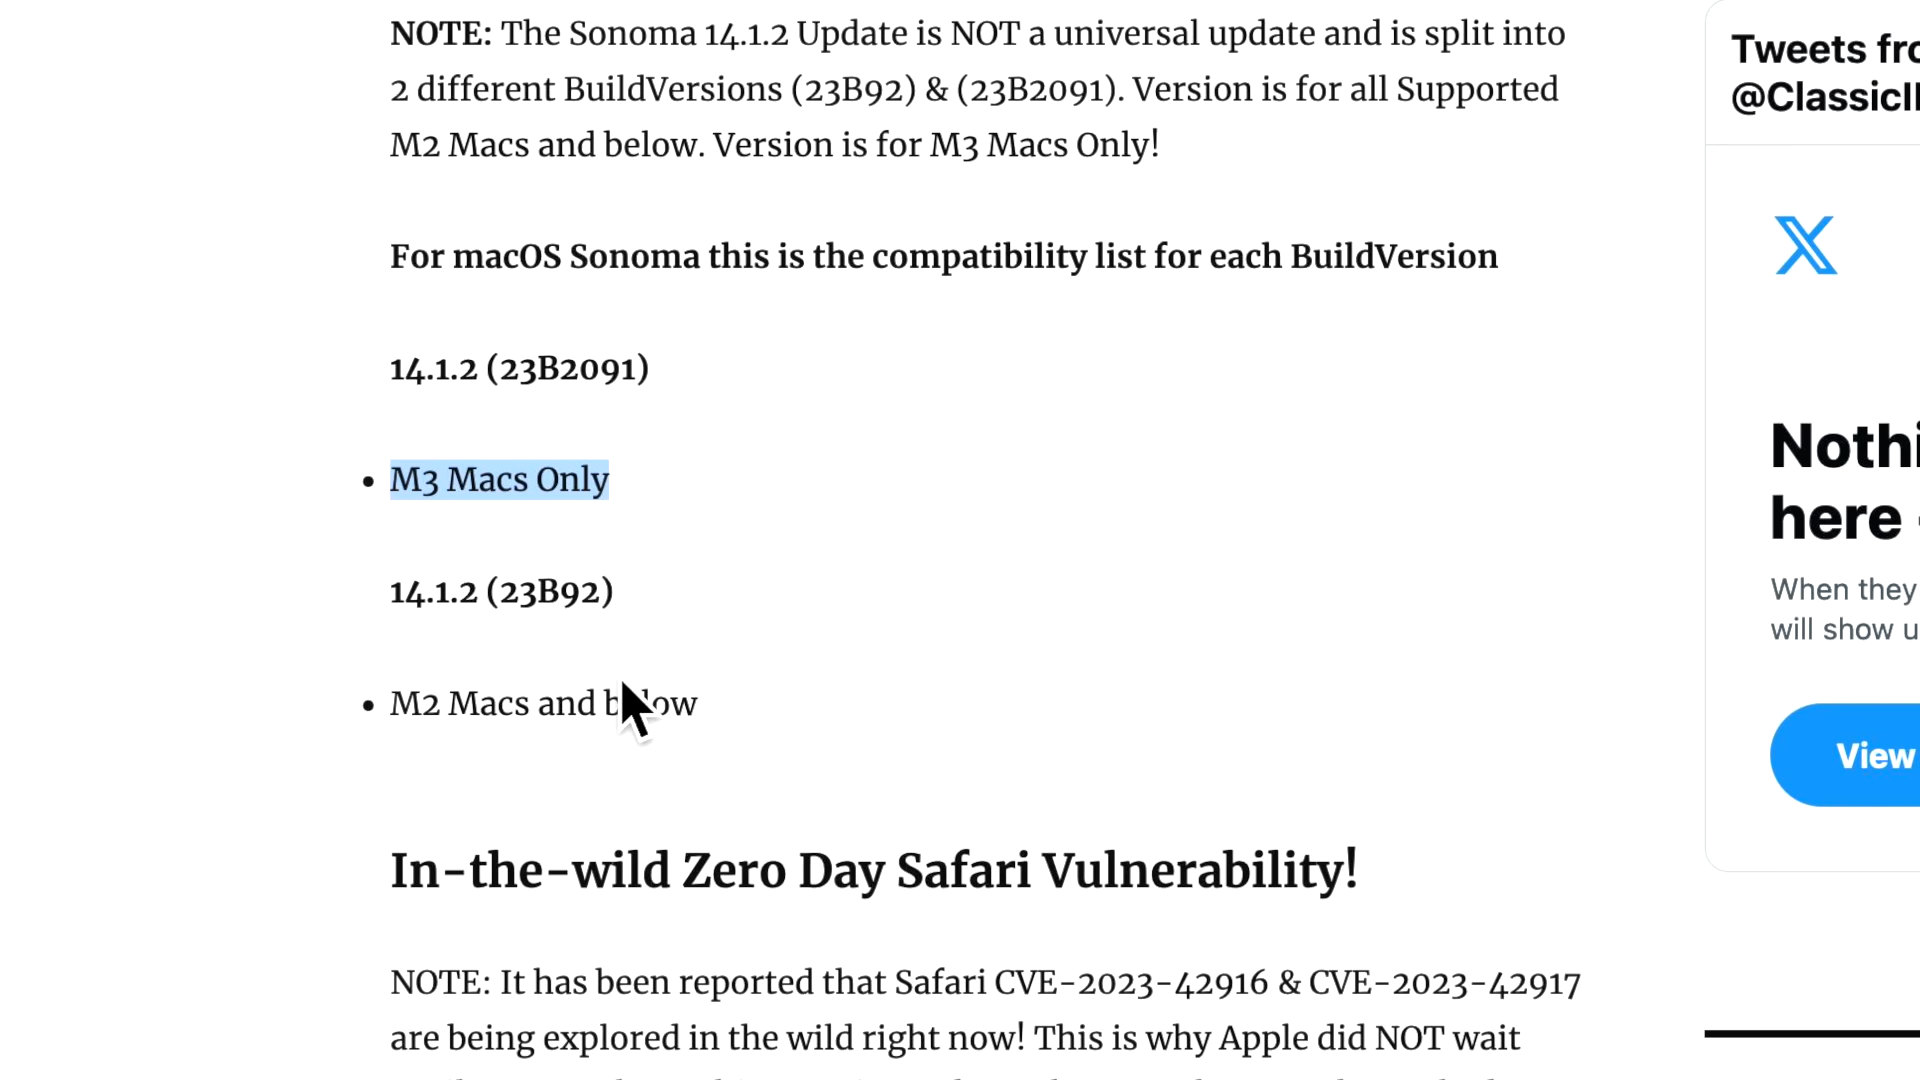 NOTE: The Sonoma 14.1.2 Update is NOT a universal update and is split into
2 different BuildVersions (23B92) & (23B2091). Version is for all Supported
M2 Macs and below. Version is for M3 Macs Only!
For macOS Sonoma this is the compatibility list for each BuildVersion
14.1.2 (23B2091)
• M3 Macs Only
14.1.2 (23B92)
• M2 Macs and below
In-the-wild Zero Day Safari Vulnerability!
NOTE: It has been reported that Safari CVE-2023-42916 & CVE-2023-42917
are being explored in the wild right now! This is why Apple did NOT wait
Tweets
here
When they
will show
View